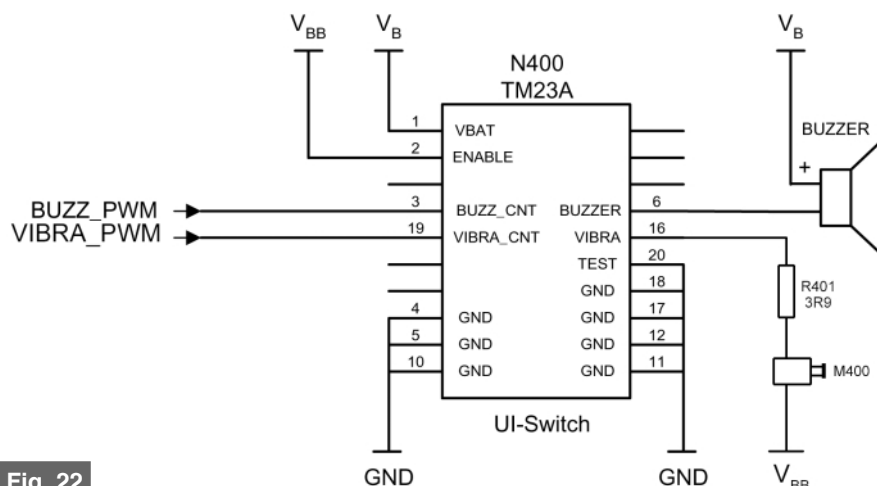 V_BB V_B V_B
N400
TM23A
BUZZER
+
1 VBAT
2 ENABLE
BUZZ_PWM 3 BUZZ_CNT BUZZER 6
VIBRA_PWM 19 VIBRA_CNT VIBRA 16
TEST 20
GND 18
R401
3R9
4 GND GND 17
5 GND GND 12
10 GND GND 11
M400
UI-Switch
GND GND V_BB
Fig. 22